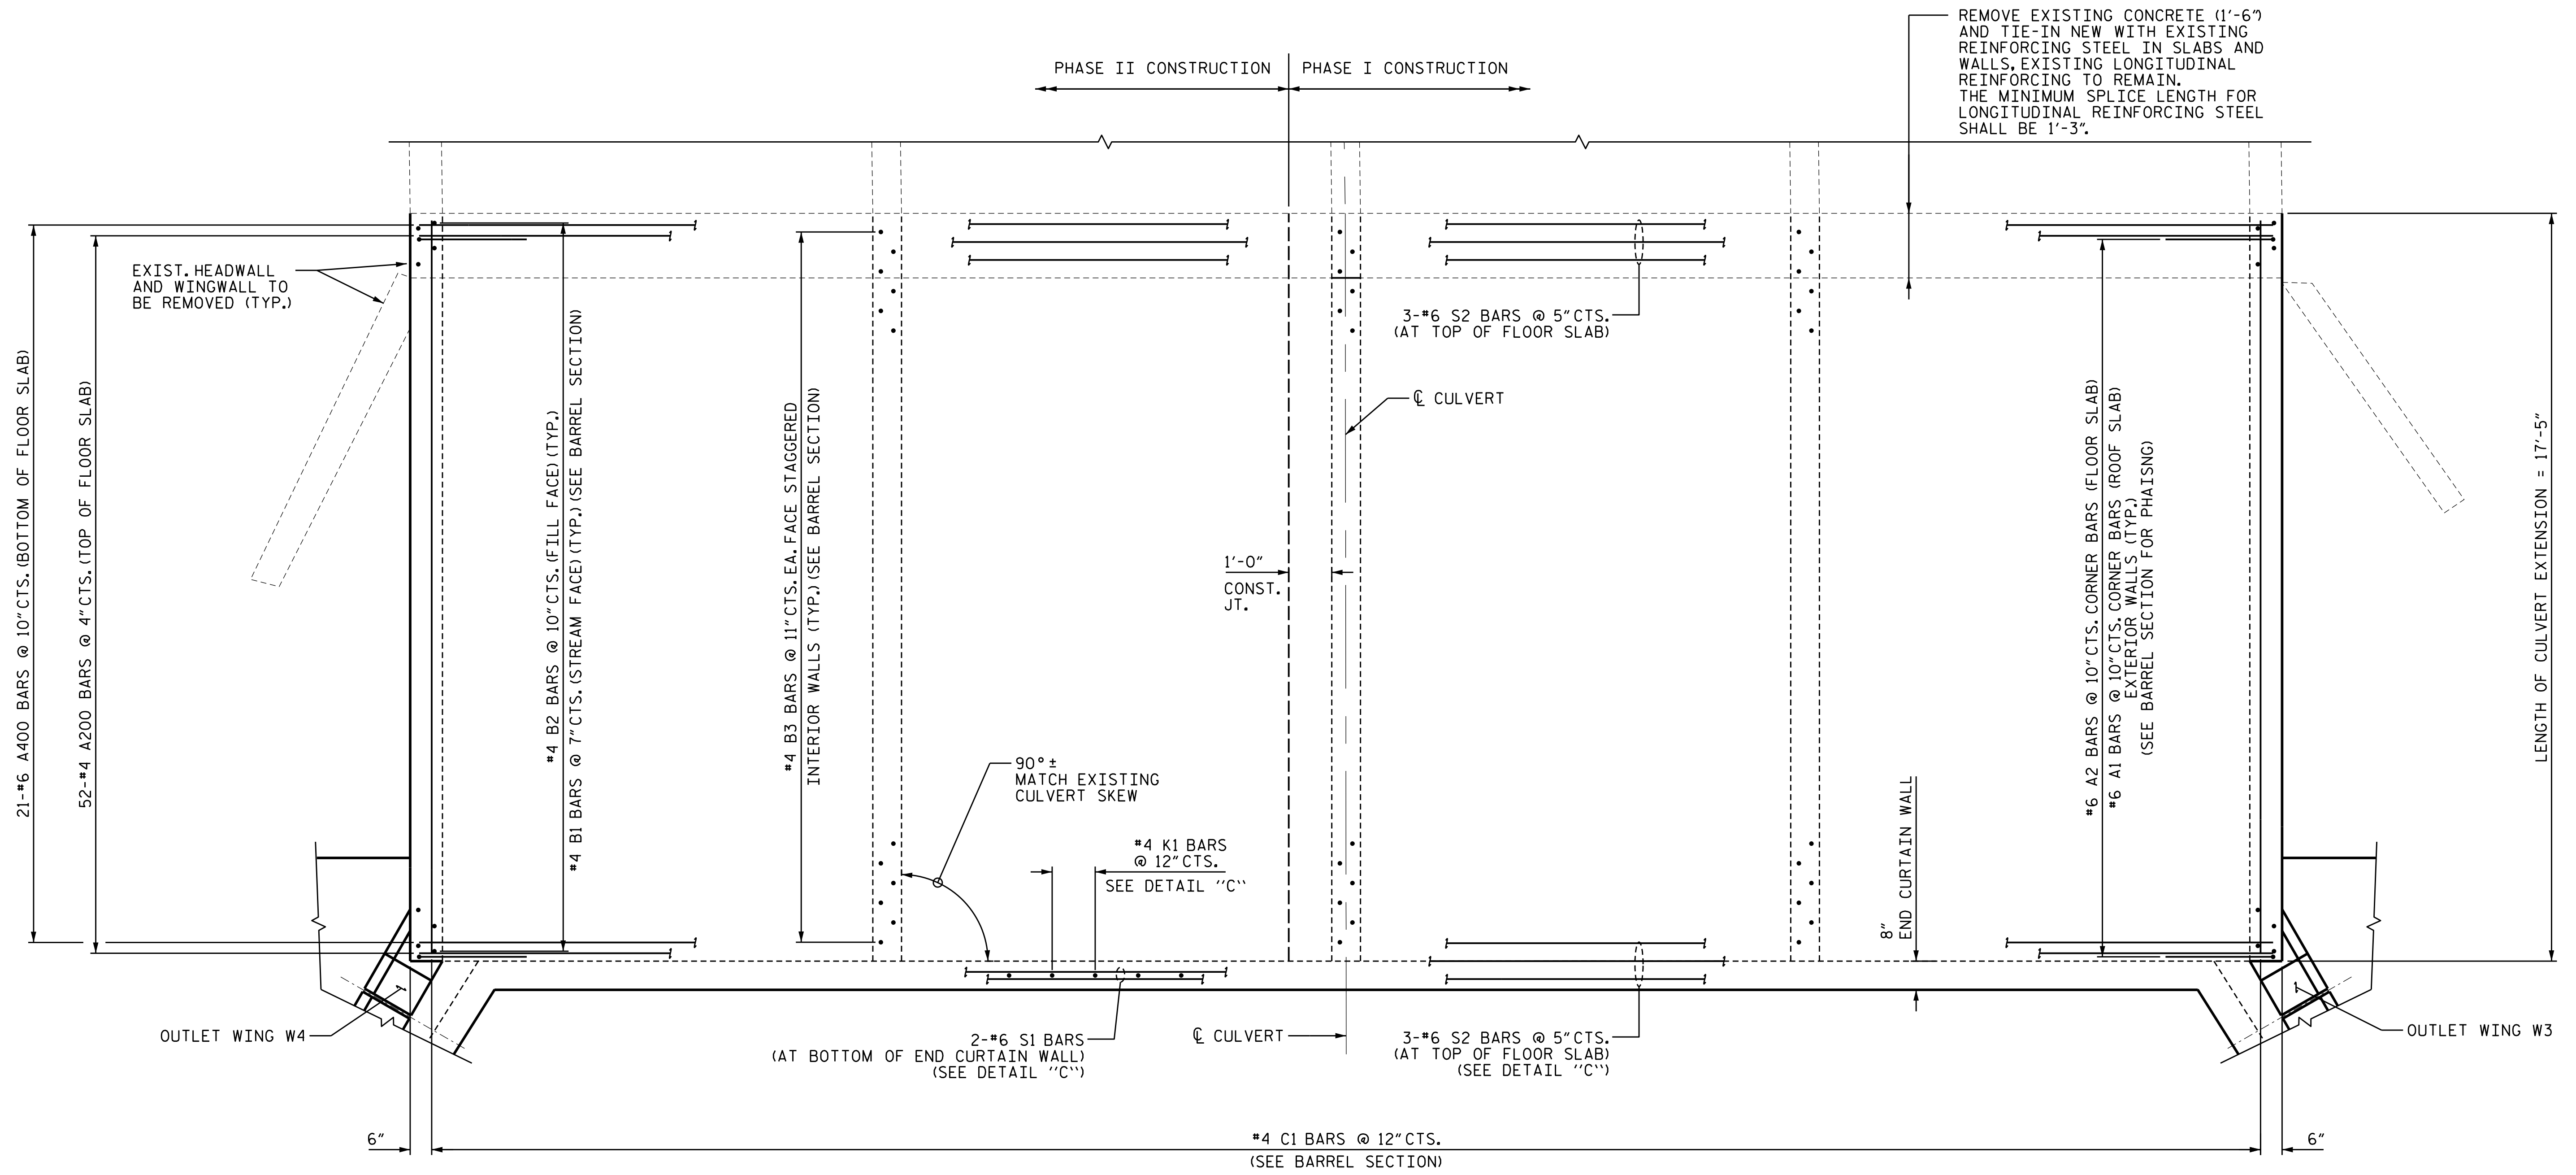 REMOVE EXISTING CONCRETE (1'-6")
AND TIE-IN NEW WITH EXISTING
REINFORCING STEEL IN SLABS AND
WALLS, EXISTING LONGITUDINAL
REINFORCING TO REMAIN.
THE MINIMUM SPLICE LENGTH FOR
LONGITUDINAL REINFORCING STEEL
SHALL BE 1'-3".
PHASE II CONSTRUCTION
PHASE I CONSTRUCTION
EXIST. HEADWALL
AND WINGWALL TO
BE REMOVED (TYP.)
3-#6 S2 BARS @ 5" CTS.
(AT TOP OF FLOOR SLAB)
℄ CULVERT
21-#6 A400 BARS @ 10" CTS. (BOTTOM OF FLOOR SLAB)
52-#4 A200 BARS @ 4" CTS. (TOP OF FLOOR SLAB)
#4 B2 BARS @ 10" CTS. (FILL FACE) (TYP.)
#4 B1 BARS @ 7" CTS. (STREAM FACE) (TYP.) (SEE BARREL SECTION)
#4 B3 BARS @ 11" CTS. EA. FACE STAGGERED
INTERIOR WALLS (TYP.) (SEE BARREL SECTION)
1'-0"
CONST.
JT.
#6 A2 BARS @ 10" CTS. CORNER BARS (FLOOR SLAB)
#6 A1 BARS @ 10" CTS. CORNER BARS (ROOF SLAB)
EXTERIOR WALLS (TYP.)
(SEE BARREL SECTION FOR PHAISNG)
LENGTH OF CULVERT EXTENSION = 17'-5"
90°±
MATCH EXISTING
CULVERT SKEW
#4 K1 BARS
@ 12" CTS.
SEE DETAIL ''C‵‵
8"
END CURTAIN WALL
OUTLET WING W4
2-#6 S1 BARS
(AT BOTTOM OF END CURTAIN WALL)
(SEE DETAIL ''C‵‵)
℄ CULVERT
3-#6 S2 BARS @ 5" CTS.
(AT TOP OF FLOOR SLAB)
(SEE DETAIL ''C‵‵)
OUTLET WING W3
6"
#4 C1 BARS @ 12" CTS.
(SEE BARREL SECTION)
6"